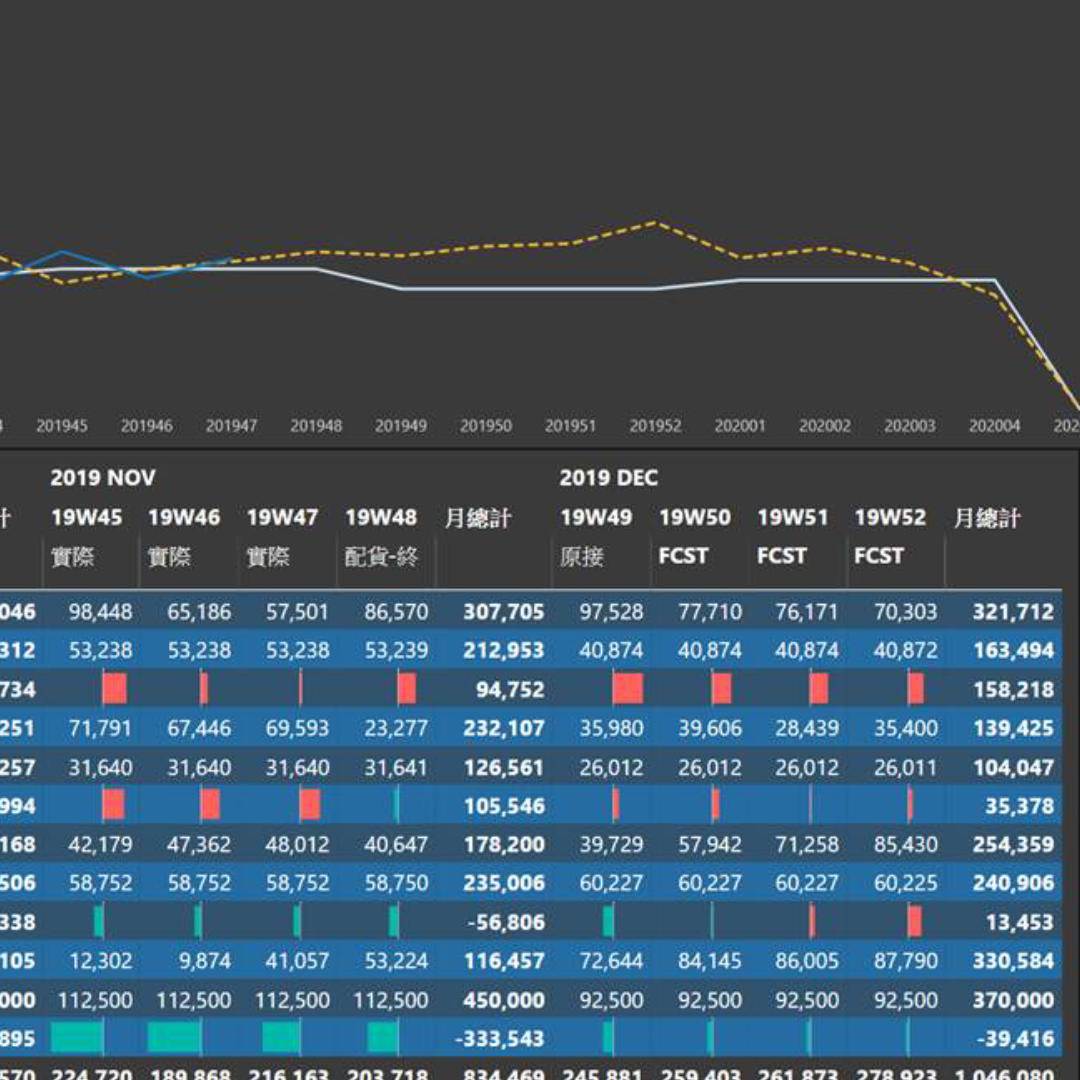 201945 201946 201947 201948 201949 201950 201951 201952 202001 202002 202003 202004 202
2019 NOV 2019 DEC
計 19W45 19W46 19W47 19W48 月總計 19W49 19W50 19W51 19W52 月總計
實際 實際 實際 配貨-終 原接 FCST FCST FCST
046 98,448 65,186 57,501 86,570 307,705 97,528 77,710 76,171 70,303 321,712
312 53,238 53,238 53,238 53,239 212,953 40,874 40,874 40,874 40,872 163,494
734 94,752 158,218
251 71,791 67,446 69,593 23,277 232,107 35,980 39,606 28,439 35,400 139,425
257 31,640 31,640 31,640 31,641 126,561 26,012 26,012 26,012 26,011 104,047
994 105,546 35,378
168 42,179 47,362 48,012 40,647 178,200 39,729 57,942 71,258 85,430 254,359
506 58,752 58,752 58,752 58,750 235,006 60,227 60,227 60,227 60,225 240,906
338 -56,806 13,453
105 12,302 9,874 41,057 53,224 116,457 72,644 84,145 86,005 87,790 330,584
000 112,500 112,500 112,500 112,500 450,000 92,500 92,500 92,500 92,500 370,000
895 -333,543 -39,416
570 224,720 189,868 216,163 203,718 834,469 245,881 259,403 261,873 278,923 1,046,080